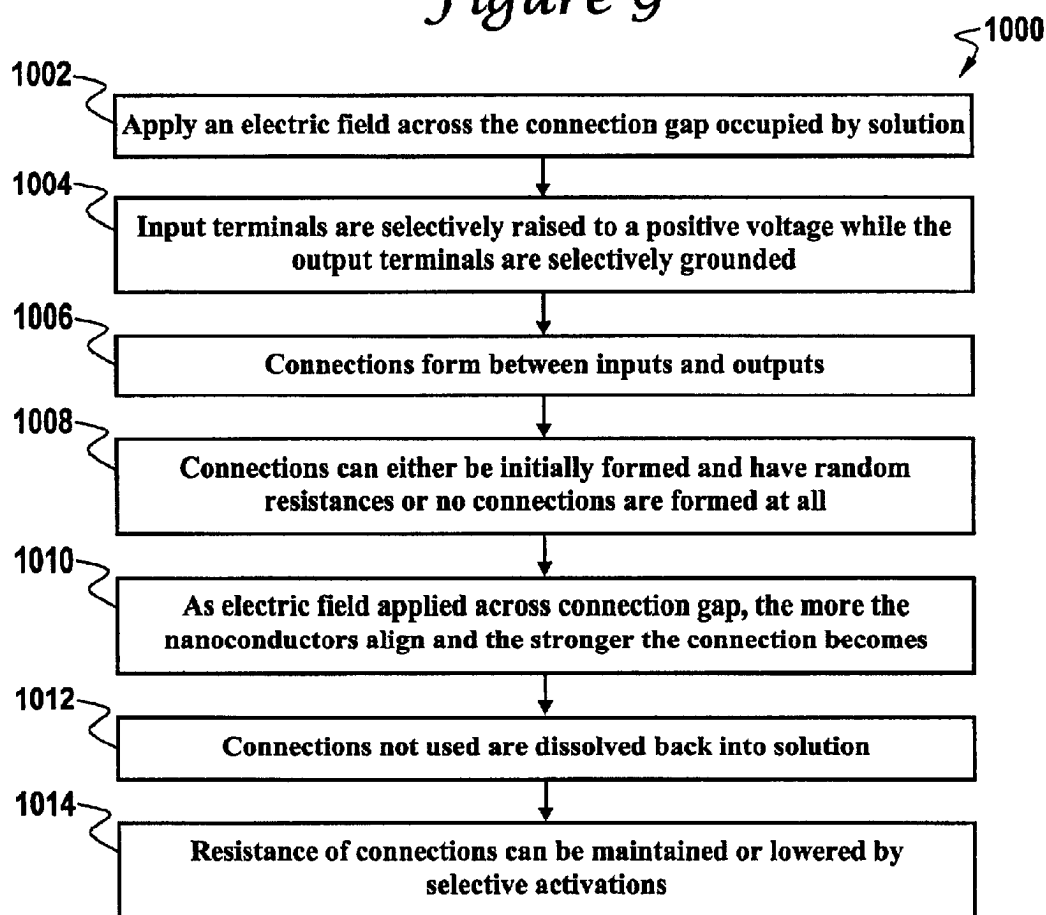 Figure 9
1000
1002
Apply an electric field across the connection gap occupied by solution
1004
Input terminals are selectively raised to a positive voltage while the
output terminals are selectively grounded
1006
Connections form between inputs and outputs
1008
Connections can either be initially formed and have random
resistances or no connections are formed at all
1010
As electric field applied across connection gap, the more the
nanoconductors align and the stronger the connection becomes
1012
Connections not used are dissolved back into solution
1014
Resistance of connections can be maintained or lowered by
selective activations